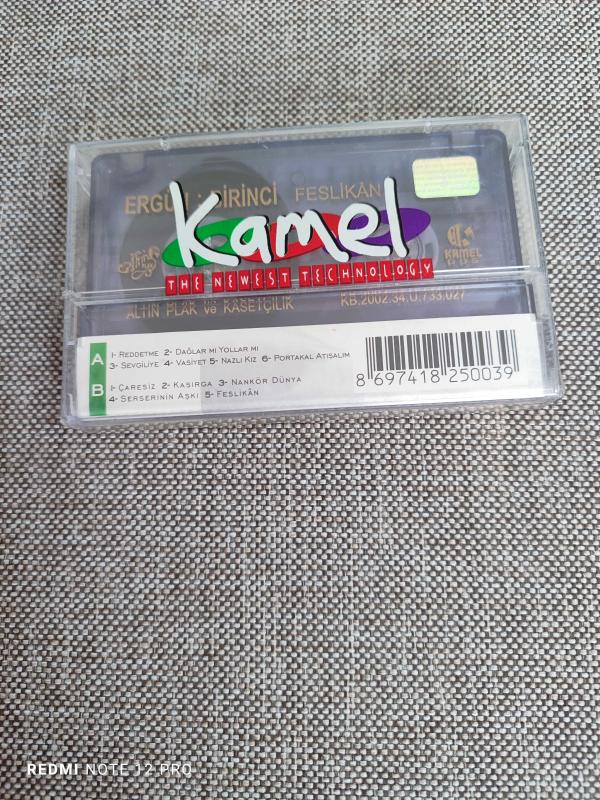 ERGÜN BİRİNCİ FESLİKÂN
Kamel
KAMEL
THE NEWEST TECHNOLOGY
ALTIN PLAK ve KASETÇİLİK KB.2002.34.Ü.733.027
A
1- REDDETME 2- DAĞLAR MI YOLLAR MI
3- SEVGİLİYE 4- VASİYET 5- NAZLI KIZ 6- PORTAKAL ATIŞALIM
B
1- ÇARESİZ 2- KASIRGA 3- NANKÖR DÜNYA
4- SERSERİNİN AŞKI 5- FESLİKÂN
8 697418 250039
REDMI NOTE 12 PRO